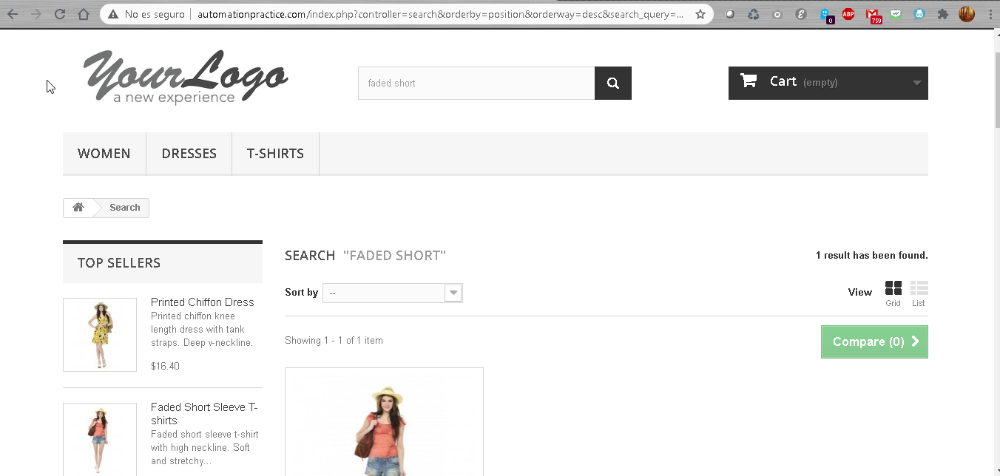 No es seguro | automationpractice.com/index.php?controller=search&orderby=position&orderway=desc&search_query=...
0
ABP
759
YourLogo
a new experience
faded short
Cart (empty)
WOMEN
DRESSES
T-SHIRTS
Search
TOP SELLERS
Printed Chiffon Dress
Printed chiffon knee
length dress with tank
straps. Deep v-neckline.
$16.40
Faded Short Sleeve T-
shirts
Faded short sleeve t-shirt
with high neckline. Soft
and stretchy...
SEARCH "FADED SHORT"
1 result has been found.
Sort by --
View
Grid
List
Showing 1 - 1 of 1 item
Compare (0)